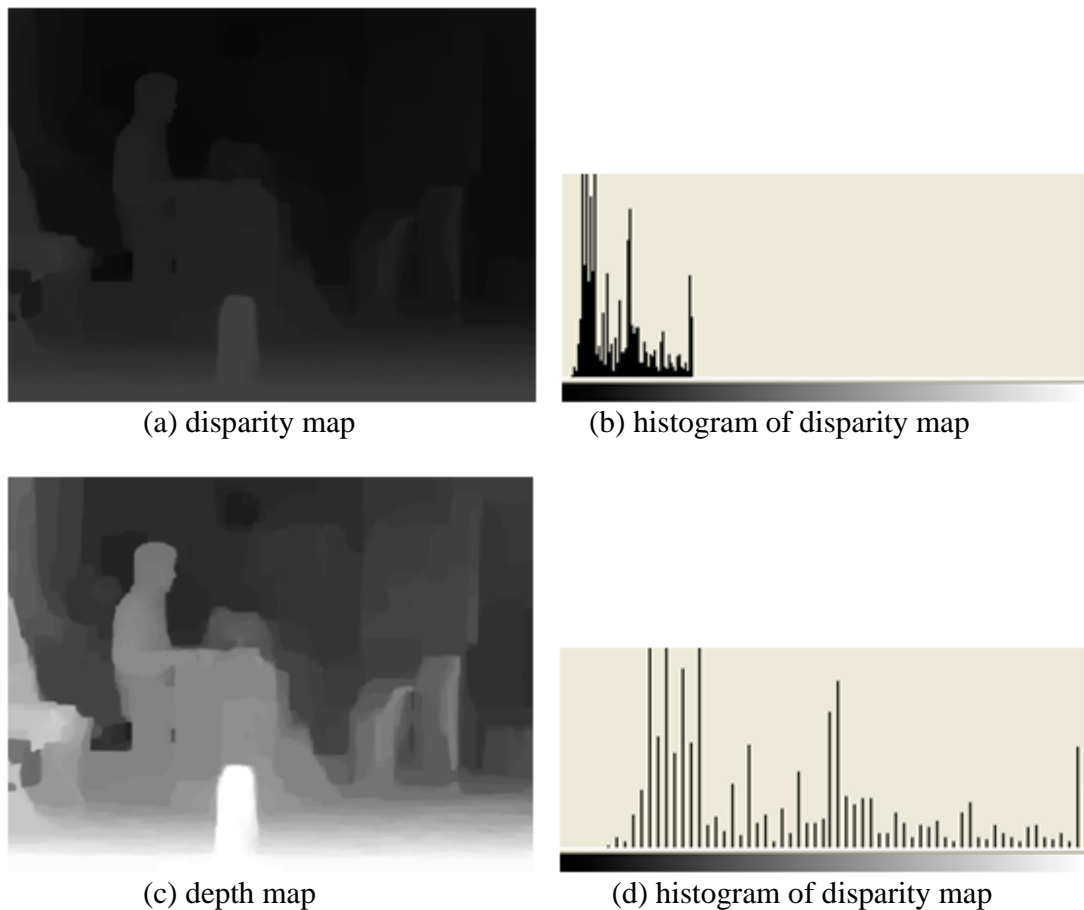 (a) disparity map
(b) histogram of disparity map
(c) depth map
(d) histogram of disparity map